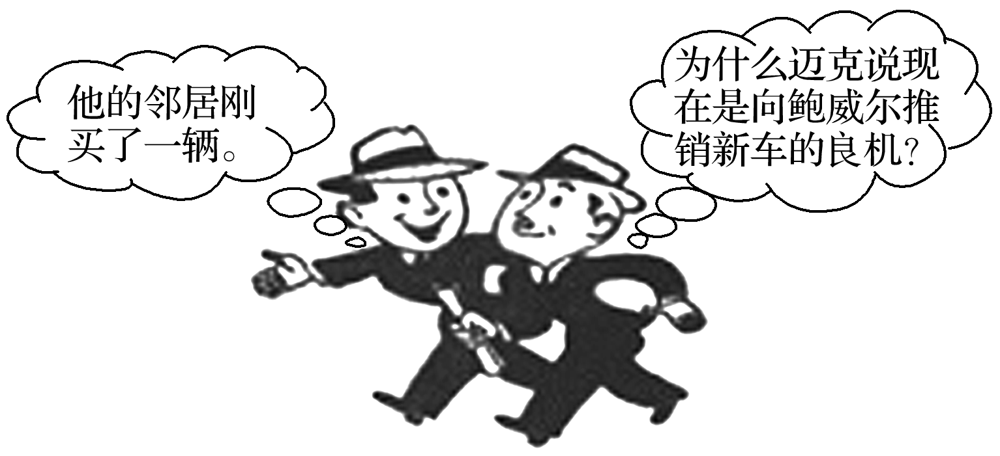 他的邻居刚
买了一辆。
为什么迈克说现
在是向鲍威尔推
销新车的良机?